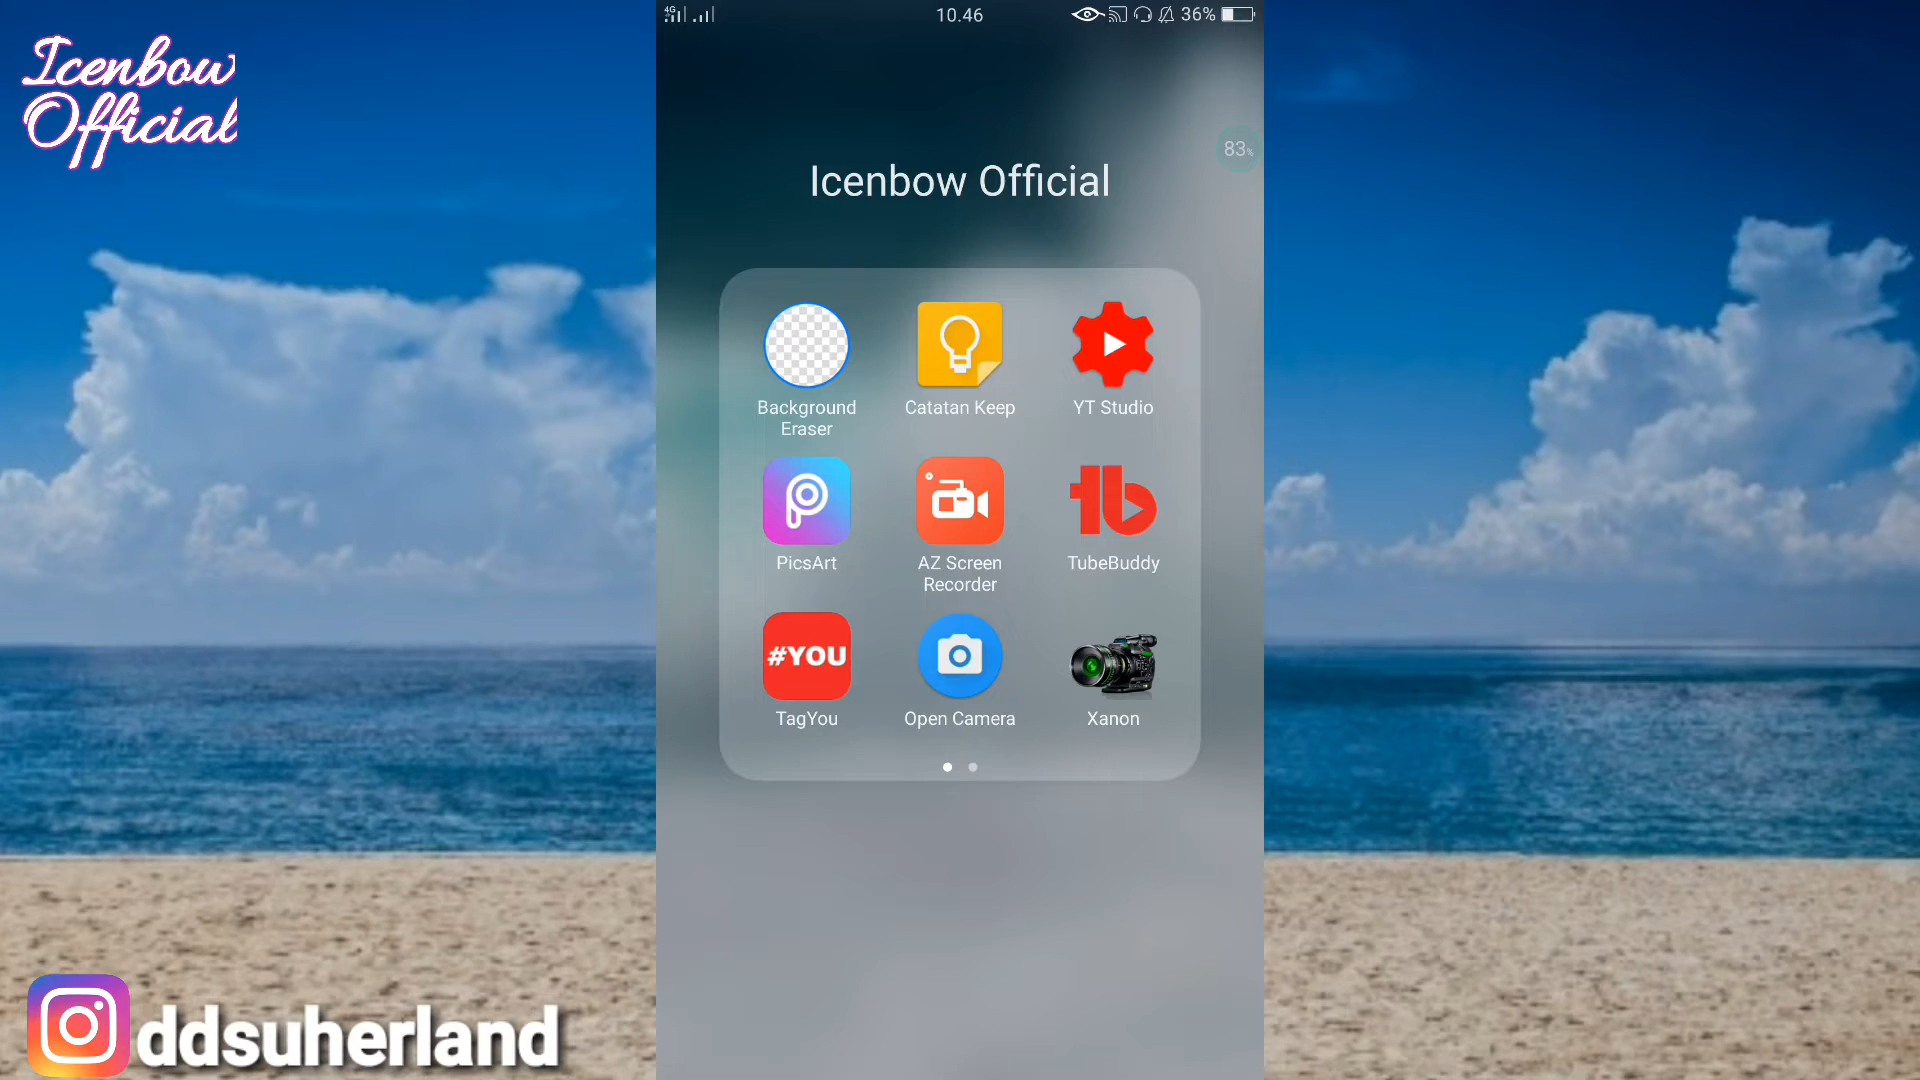 Icenbow
Official
4G
10.46
36%
83%
Icenbow Official
Background
Eraser
Catatan Keep
YT Studio
PicsArt
AZ Screen
Recorder
TubeBuddy
#YOU
TagYou
Open Camera
Xanon
ddsuherland